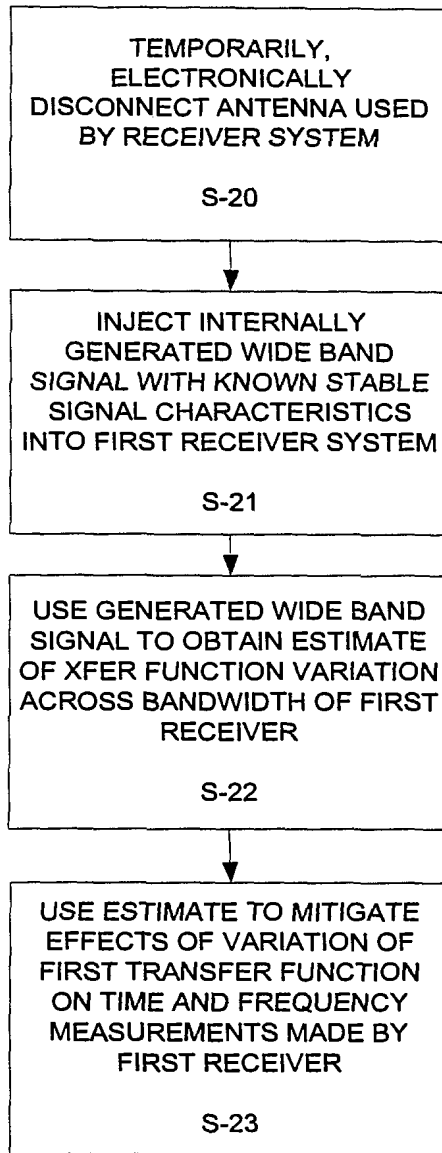 TEMPORARILY,
ELECTRONICALLY
DISCONNECT ANTENNA USED
BY RECEIVER SYSTEM
S-20
INJECT INTERNALLY
GENERATED WIDE BAND
SIGNAL WITH KNOWN STABLE
SIGNAL CHARACTERISTICS
INTO FIRST RECEIVER SYSTEM
S-21
USE GENERATED WIDE BAND
SIGNAL TO OBTAIN ESTIMATE
OF XFER FUNCTION VARIATION
ACROSS BANDWIDTH OF FIRST
RECEIVER
S-22
USE ESTIMATE TO MITIGATE
EFFECTS OF VARIATION OF
FIRST TRANSFER FUNCTION
ON TIME AND FREQUENCY
MEASUREMENTS MADE BY
FIRST RECEIVER
S-23